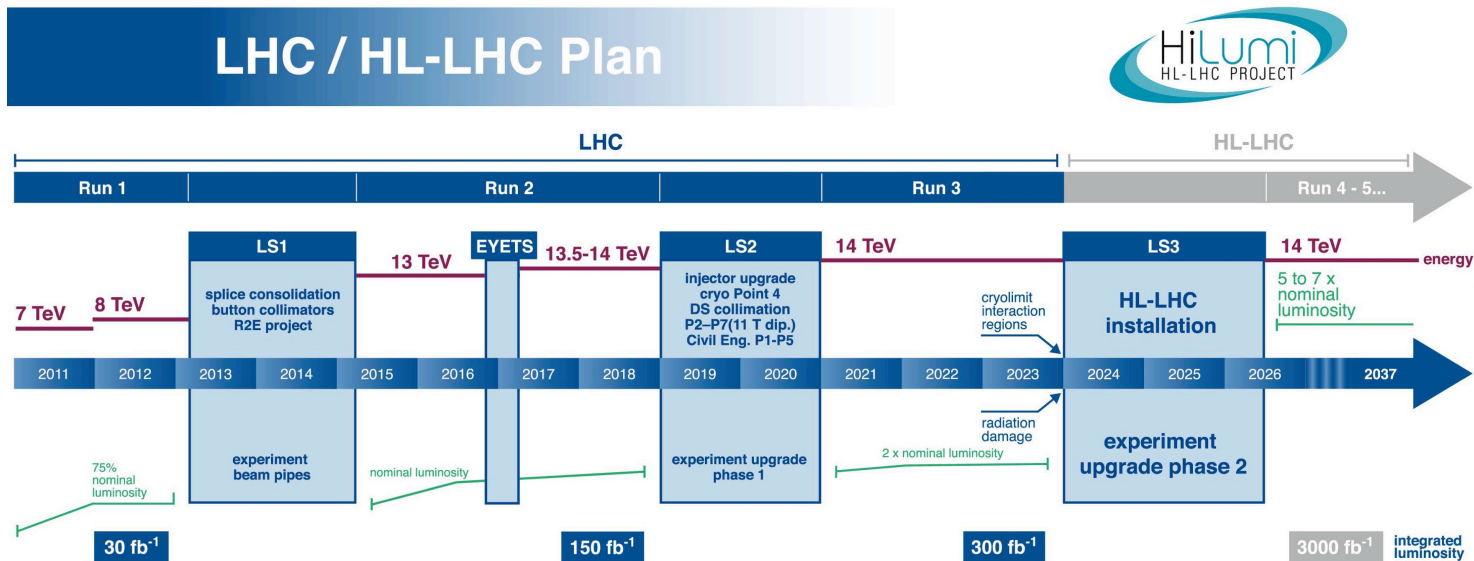 LHC / HL-LHC Plan
HiLumi
HL-LHC PROJECT
LHC
HL-LHC
Run 1
Run 2
Run 3
Run 4 - 5...
LS1
EYETS
LS2
LS3
7 TeV
8 TeV
13 TeV
13.5-14 TeV
14 TeV
14 TeV
energy
splice consolidation
button collimators
R2E project
injector upgrade
cryo Point 4
DS collimation
P2–P7(11 T dip.)
Civil Eng. P1-P5
cryolimit
interaction
regions
HL-LHC
installation
5 to 7 x
nominal
luminosity
2011
2012
2013
2014
2015
2016
2017
2018
2019
2020
2021
2022
2023
2024
2025
2026
2037
75%
nominal
luminosity
experiment
beam pipes
nominal luminosity
experiment upgrade
phase 1
2 x nominal luminosity
radiation
damage
experiment
upgrade phase 2
30 fb⁻¹
150 fb⁻¹
300 fb⁻¹
3000 fb⁻¹
integrated
luminosity